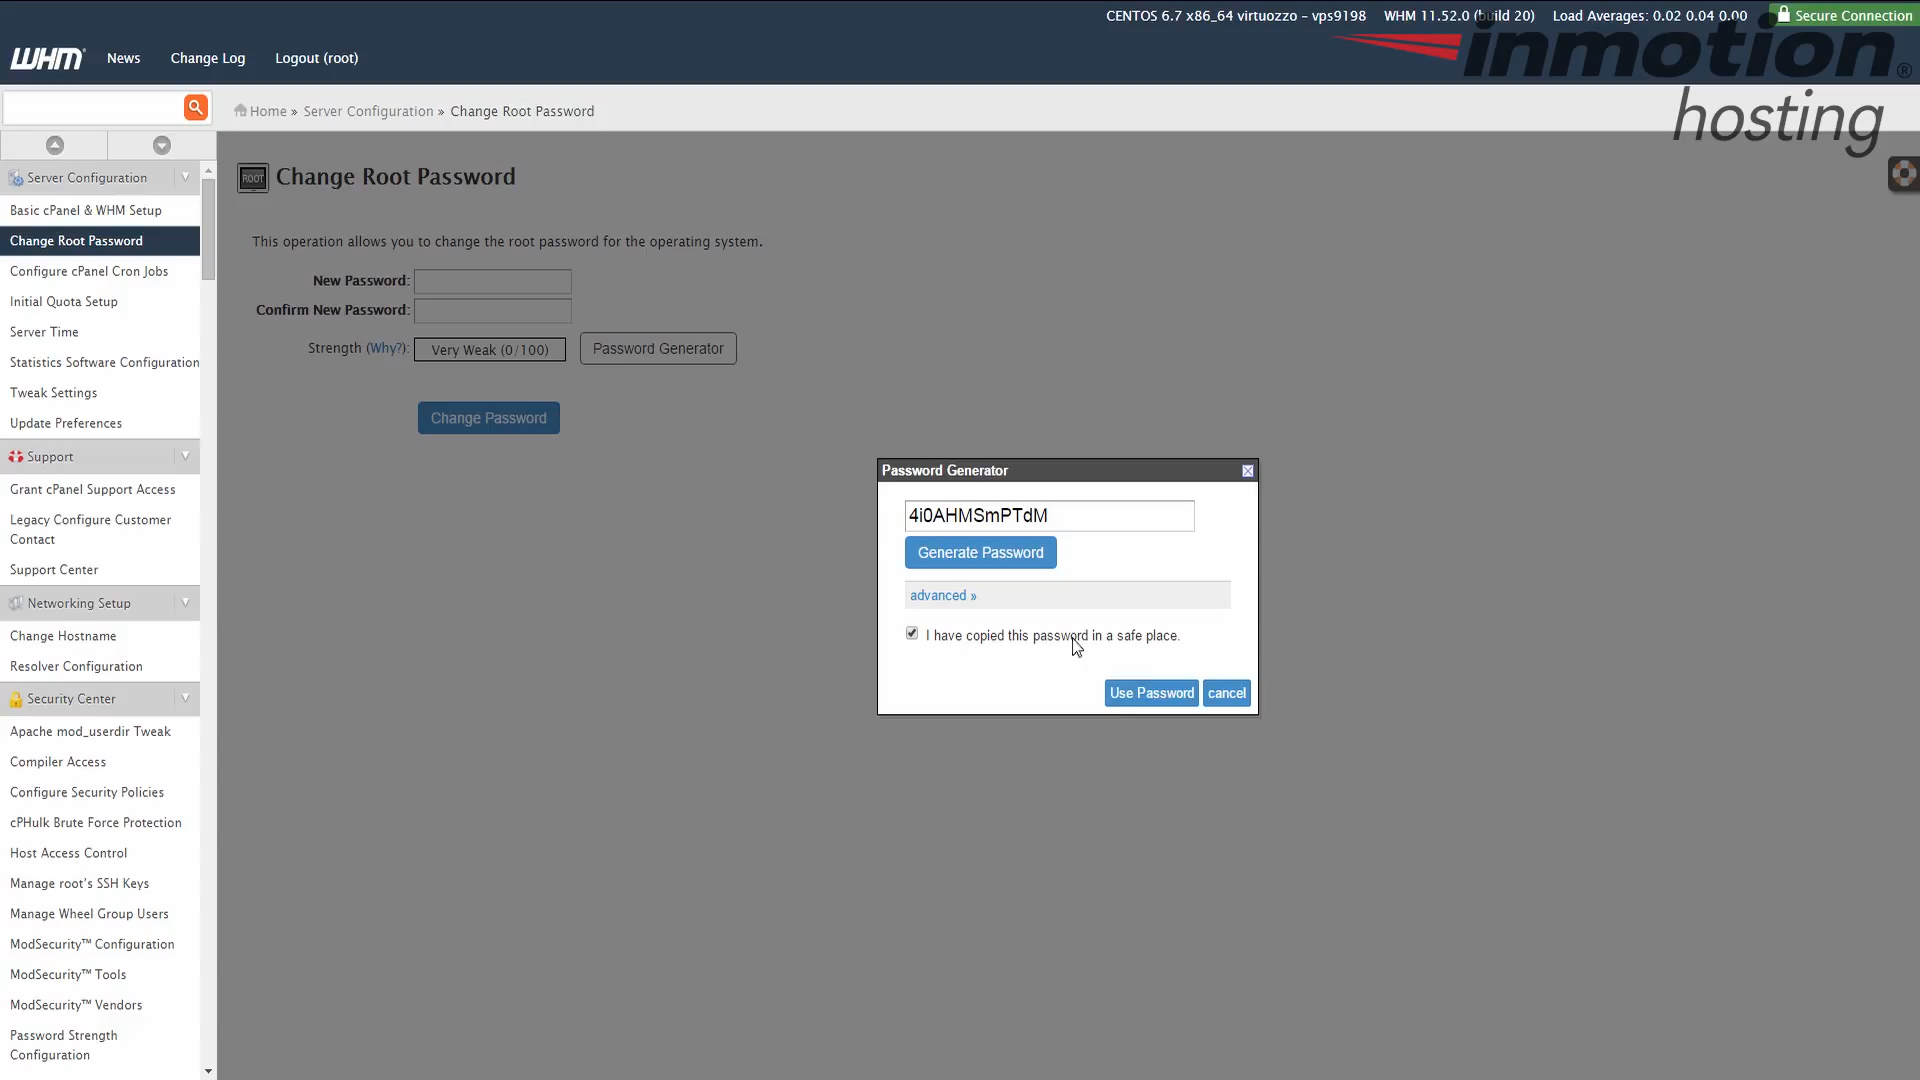 CENTOS 6.7 x86_64 virtuozzo – vps9198 WHM 11.52.0 (build 20) Load Averages: 0.02 0.04 0.00 Secure Connection
WHM News Change Log Logout (root)
inmotion®
hosting
Home » Server Configuration » Change Root Password
Server Configuration
Basic cPanel & WHM Setup
Change Root Password
Configure cPanel Cron Jobs
Initial Quota Setup
Server Time
Statistics Software Configuration
Tweak Settings
Update Preferences
Support
Grant cPanel Support Access
Legacy Configure Customer
Contact
Support Center
Networking Setup
Change Hostname
Resolver Configuration
Security Center
Apache mod_userdir Tweak
Compiler Access
Configure Security Policies
cPHulk Brute Force Protection
Host Access Control
Manage root's SSH Keys
Manage Wheel Group Users
ModSecurity™ Configuration
ModSecurity™ Tools
ModSecurity™ Vendors
Password Strength
Configuration
ROOT Change Root Password
This operation allows you to change the root password for the operating system.
New Password:
Confirm New Password:
Strength (Why?): Very Weak (0/100) Password Generator
Change Password
Password Generator
4i0AHMSmPTdM
Generate Password
advanced »
I have copied this password in a safe place.
Use Password cancel